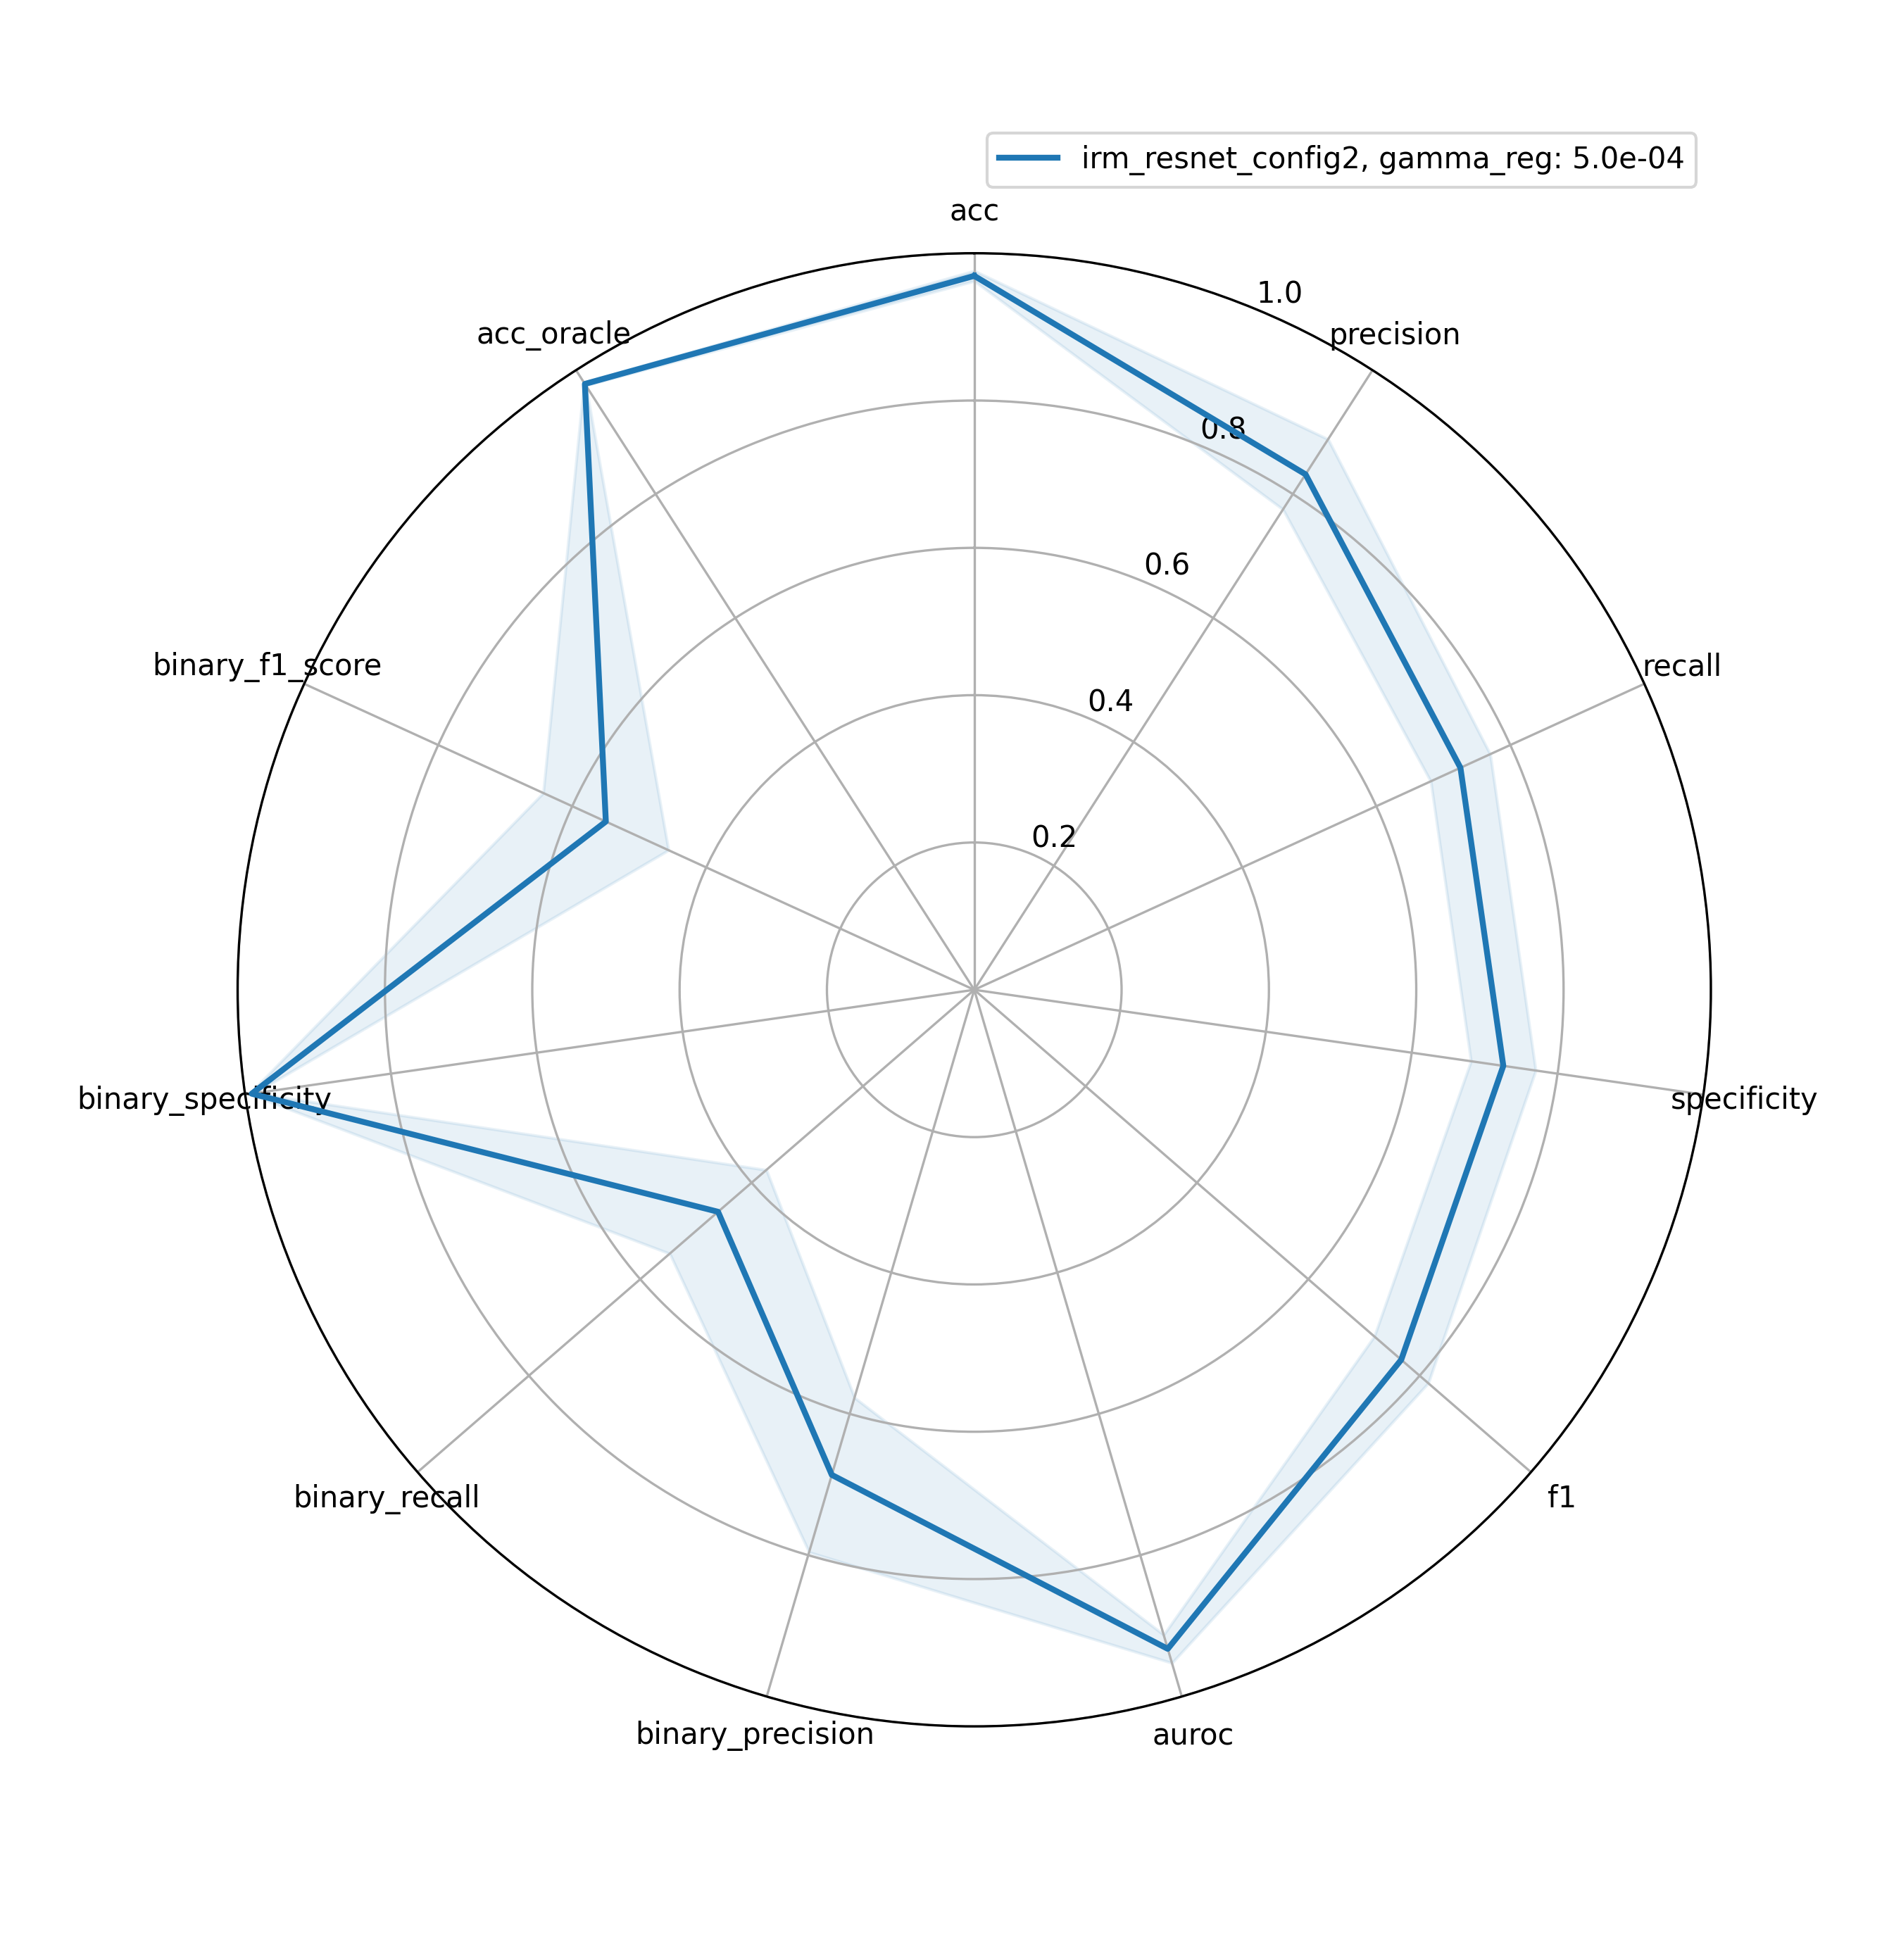 irm_resnet_config2, gamma_reg: 5.0e-04
acc
1.0
acc_oracle
precision
0.8
0.6
binary_f1_score
recall
0.4
0.2
binary_specificity
specificity
binary_recall
f1
binary_precision
auroc